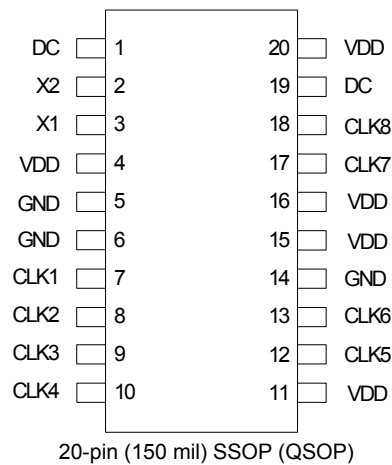 DC 1 20 VDD
X2 2 19 DC
X1 3 18 CLK8
VDD 4 17 CLK7
GND 5 16 VDD
GND 6 15 VDD
CLK1 7 14 GND
CLK2 8 13 CLK6
CLK3 9 12 CLK5
CLK4 10 11 VDD
20-pin (150 mil) SSOP (QSOP)